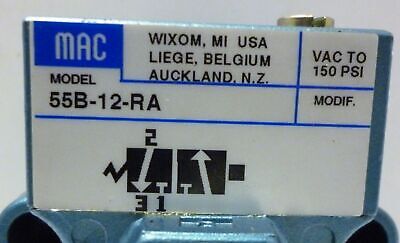 MAC
WIXOM, MI USA
LIEGE, BELGIUM
AUCKLAND, N.Z.
VAC TO
150 PSI
MODEL
55B-12-RA
MODIF.
2
3 1